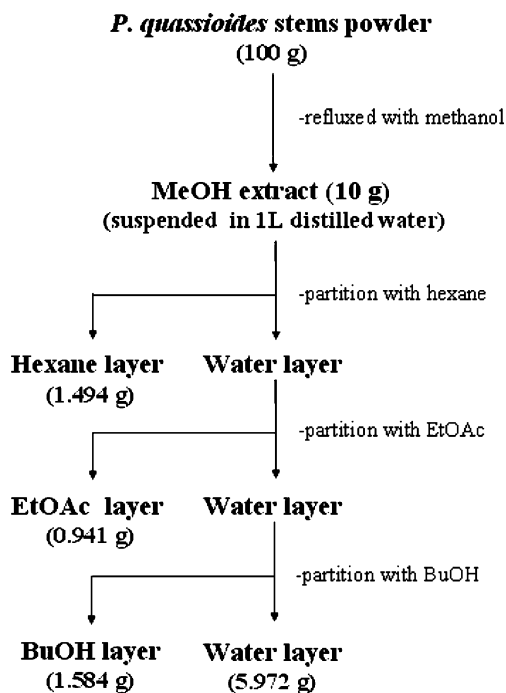 P. quassioides stems powder
(100 g)
-refluxed with methanol
MeOH extract (10 g)
(suspended in 1L distilled water)
-partition with hexane
Hexane layer Water layer
(1.494 g)
-partition with EtOAc
EtOAc layer Water layer
(0.941 g)
-partition with BuOH
BuOH layer Water layer
(1.584 g) (5.972 g)